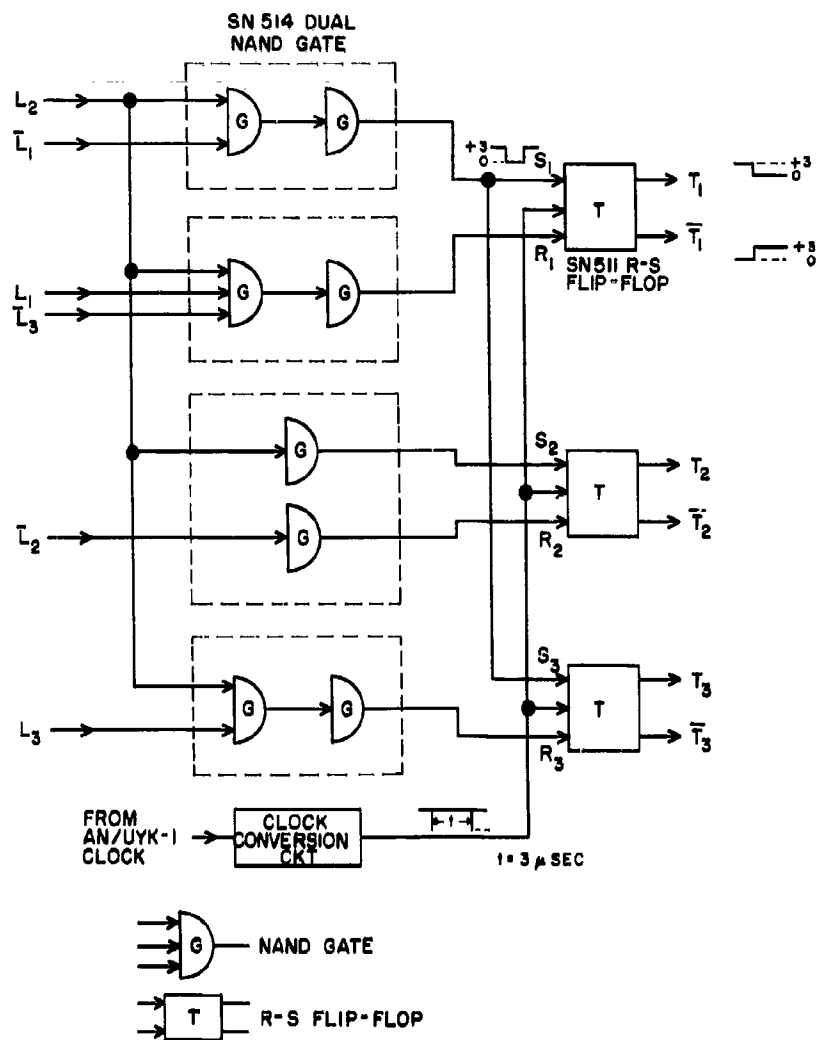 SN 514 DUAL
NAND GATE
L₂
L̅₁
G
G
+3
0
S₁
T
T₁
T̅₁
+3
0
+3
0
R₁
SN511 R-S
FLIP-FLOP
L₁
L̅₃
G
G
G
S₂
T
T₂
T̅₂
R₂
L̅₂
G
S₃
T
T₃
T̅₃
R₃
L₃
G
G
FROM
AN/UYK-1
CLOCK
CLOCK
CONVERSION
CKT
t
t = 3 μ SEC
G
NAND GATE
T
R-S FLIP-FLOP